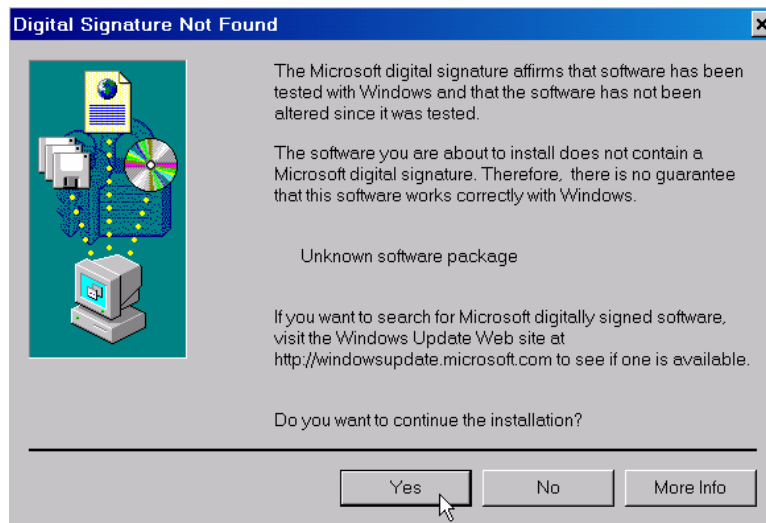 Digital Signature Not Found
The Microsoft digital signature affirms that software has been
tested with Windows and that the software has not been
altered since it was tested.
The software you are about to install does not contain a
Microsoft digital signature. Therefore, there is no guarantee
that this software works correctly with Windows.
Unknown software package
If you want to search for Microsoft digitally signed software,
visit the Windows Update Web site at
http://windowsupdate.microsoft.com to see if one is available.
Do you want to continue the installation?
Yes No More Info